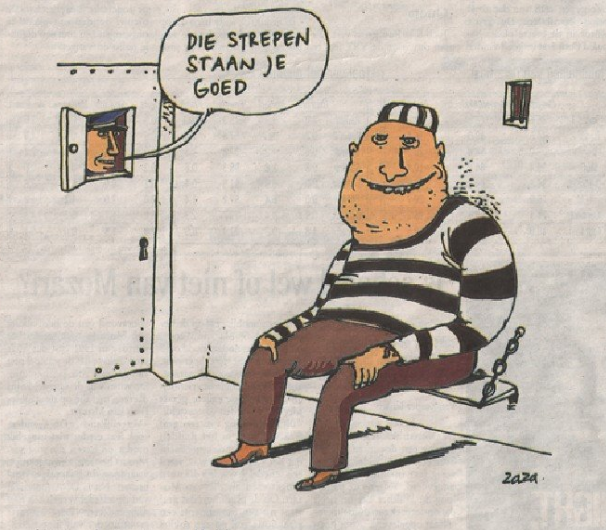 DIE STREPEN
STAAN JE
GOED
zaza.